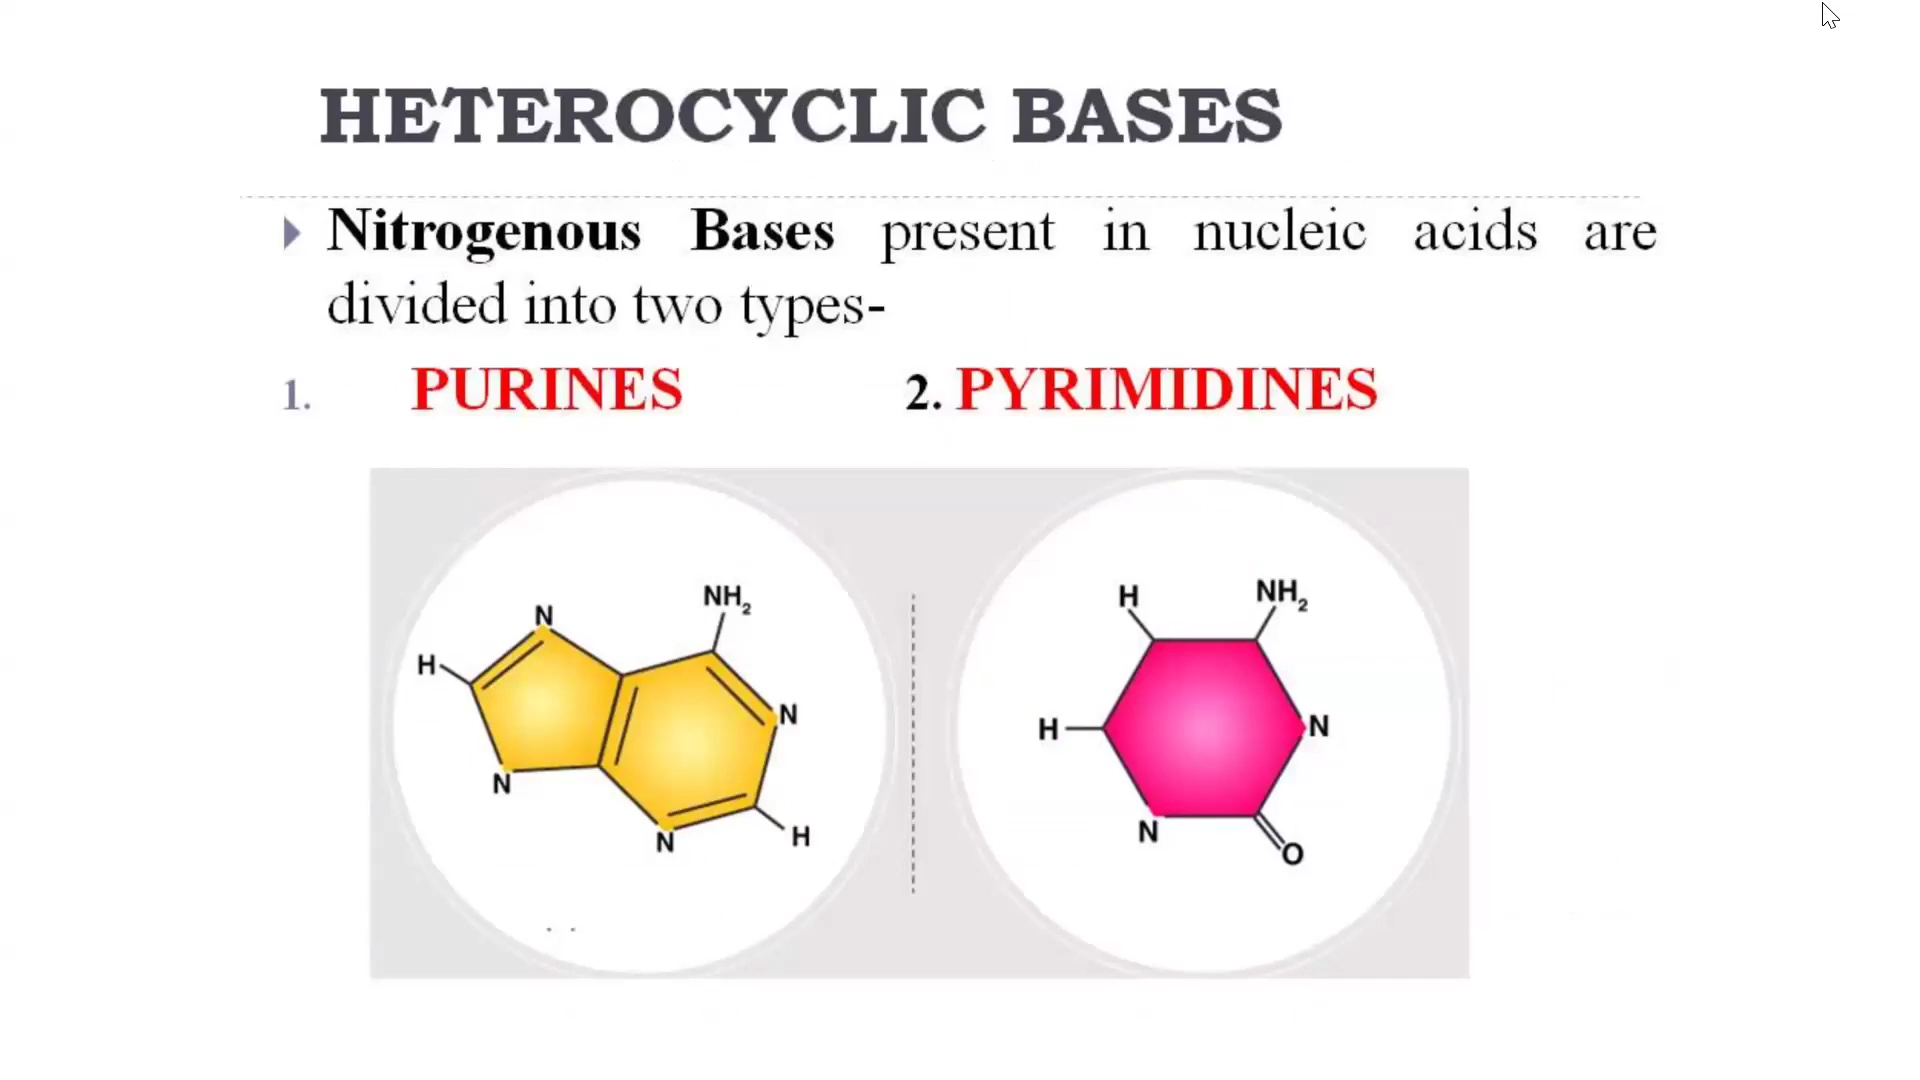 HETEROCYCLIC BASES
Nitrogenous Bases present in nucleic acids are
divided into two types-
1. PURINES 2. PYRIMIDINES
N
NH₂
H
N
N
N
H
H
NH₂
H
N
N
O